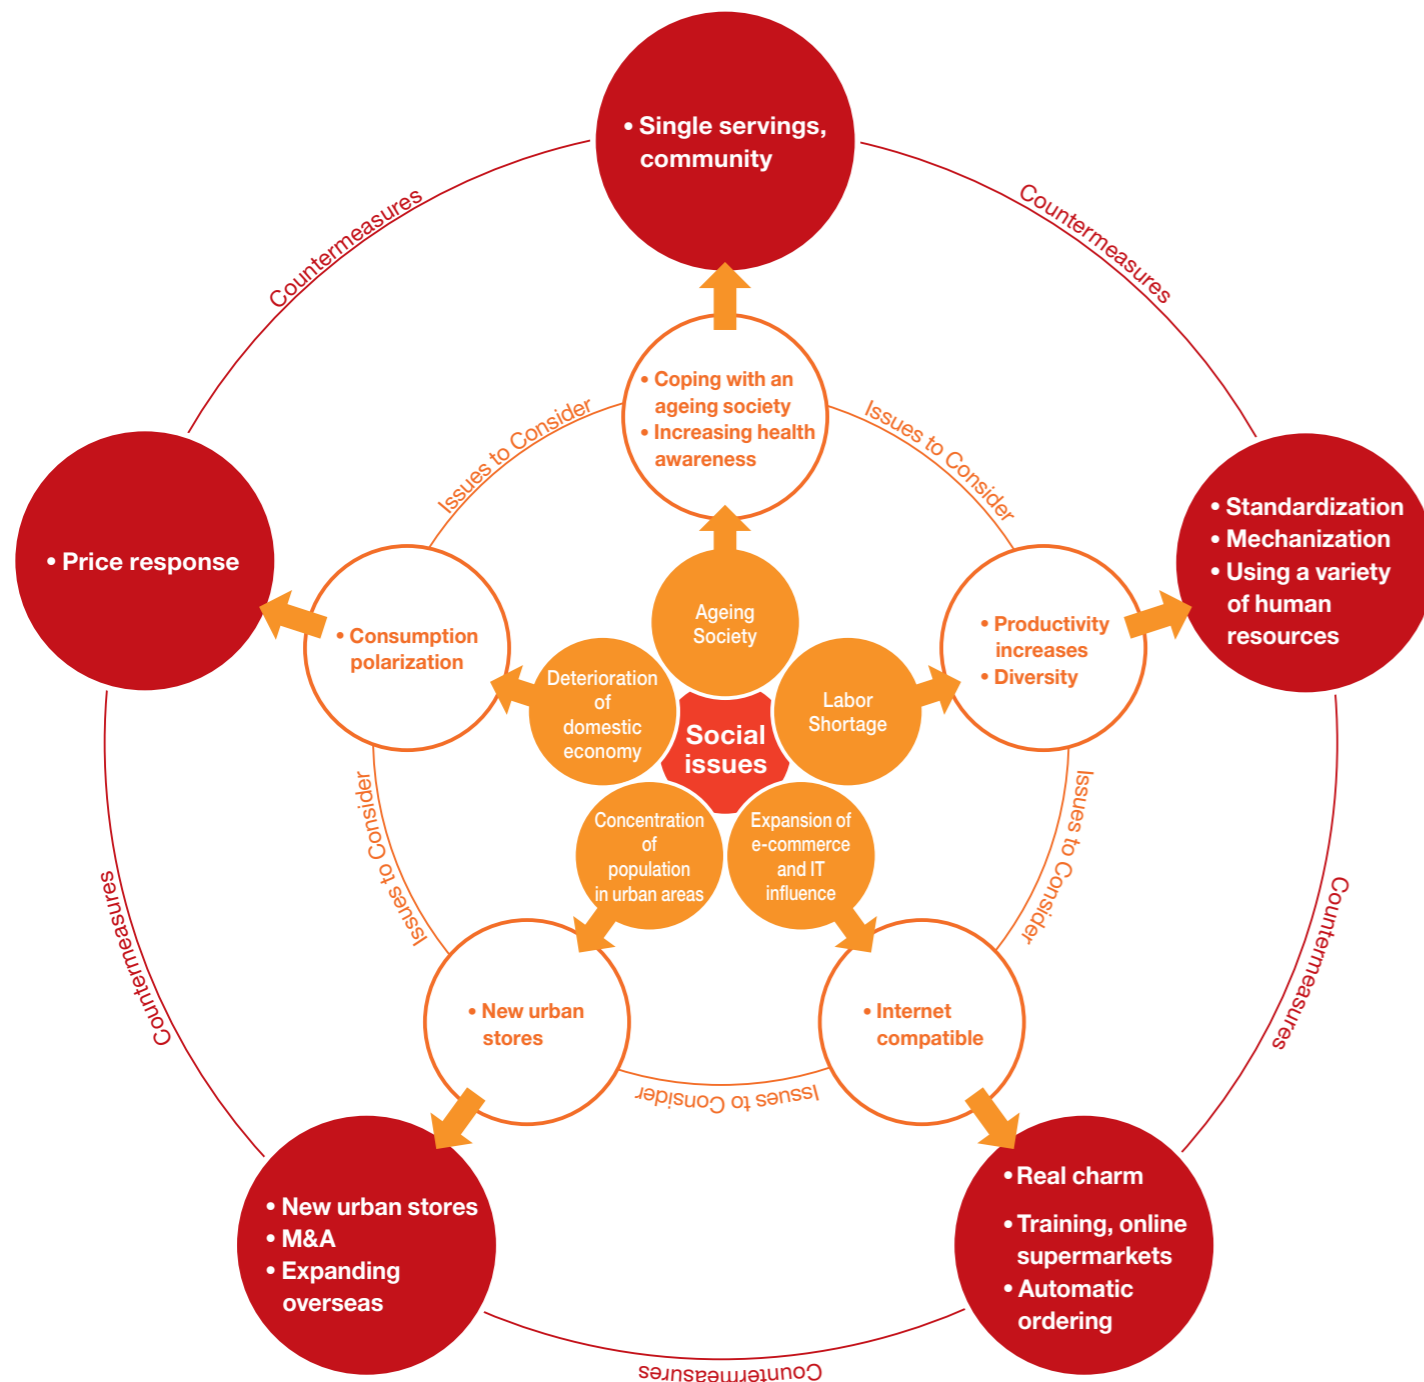 • Single servings,
community
Countermeasures
Countermeasures
• Coping with an
ageing society
• Increasing health
awareness
Issues to Consider
Issues to Consider
• Price response
• Standardization
• Mechanization
• Using a variety
of human
resources
• Consumption
polarization
• Productivity
increases
• Diversity
Ageing
Society
Deterioration
of
domestic
economy
Labor
Shortage
Social
issues
Concentration
of
population
in urban areas
Expansion of
e-commerce
and IT
influence
Issues to Consider
Issues to Consider
Countermeasures
Countermeasures
• New urban
stores
• Internet
compatible
Issues to Consider
• New urban stores
• M&A
• Expanding
overseas
• Real charm
• Training, online
supermarkets
• Automatic
ordering
Countermeasures